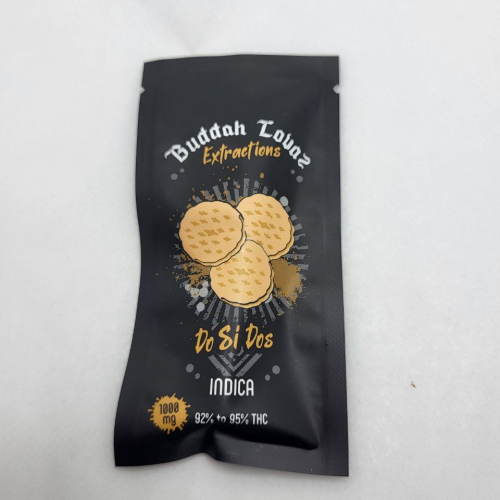 Buddah Lovaz
Extractions
Do Si Dos
INDICA
1000
mg
92% to 95% THC